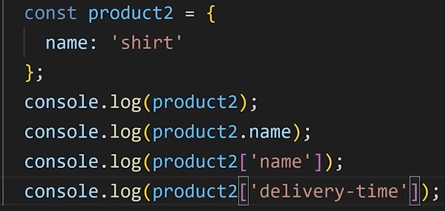 const product2 = {
  name: 'shirt'
};
console.log(product2);
console.log(product2.name);
console.log(product2['name']);
console.log(product2['delivery-time']);